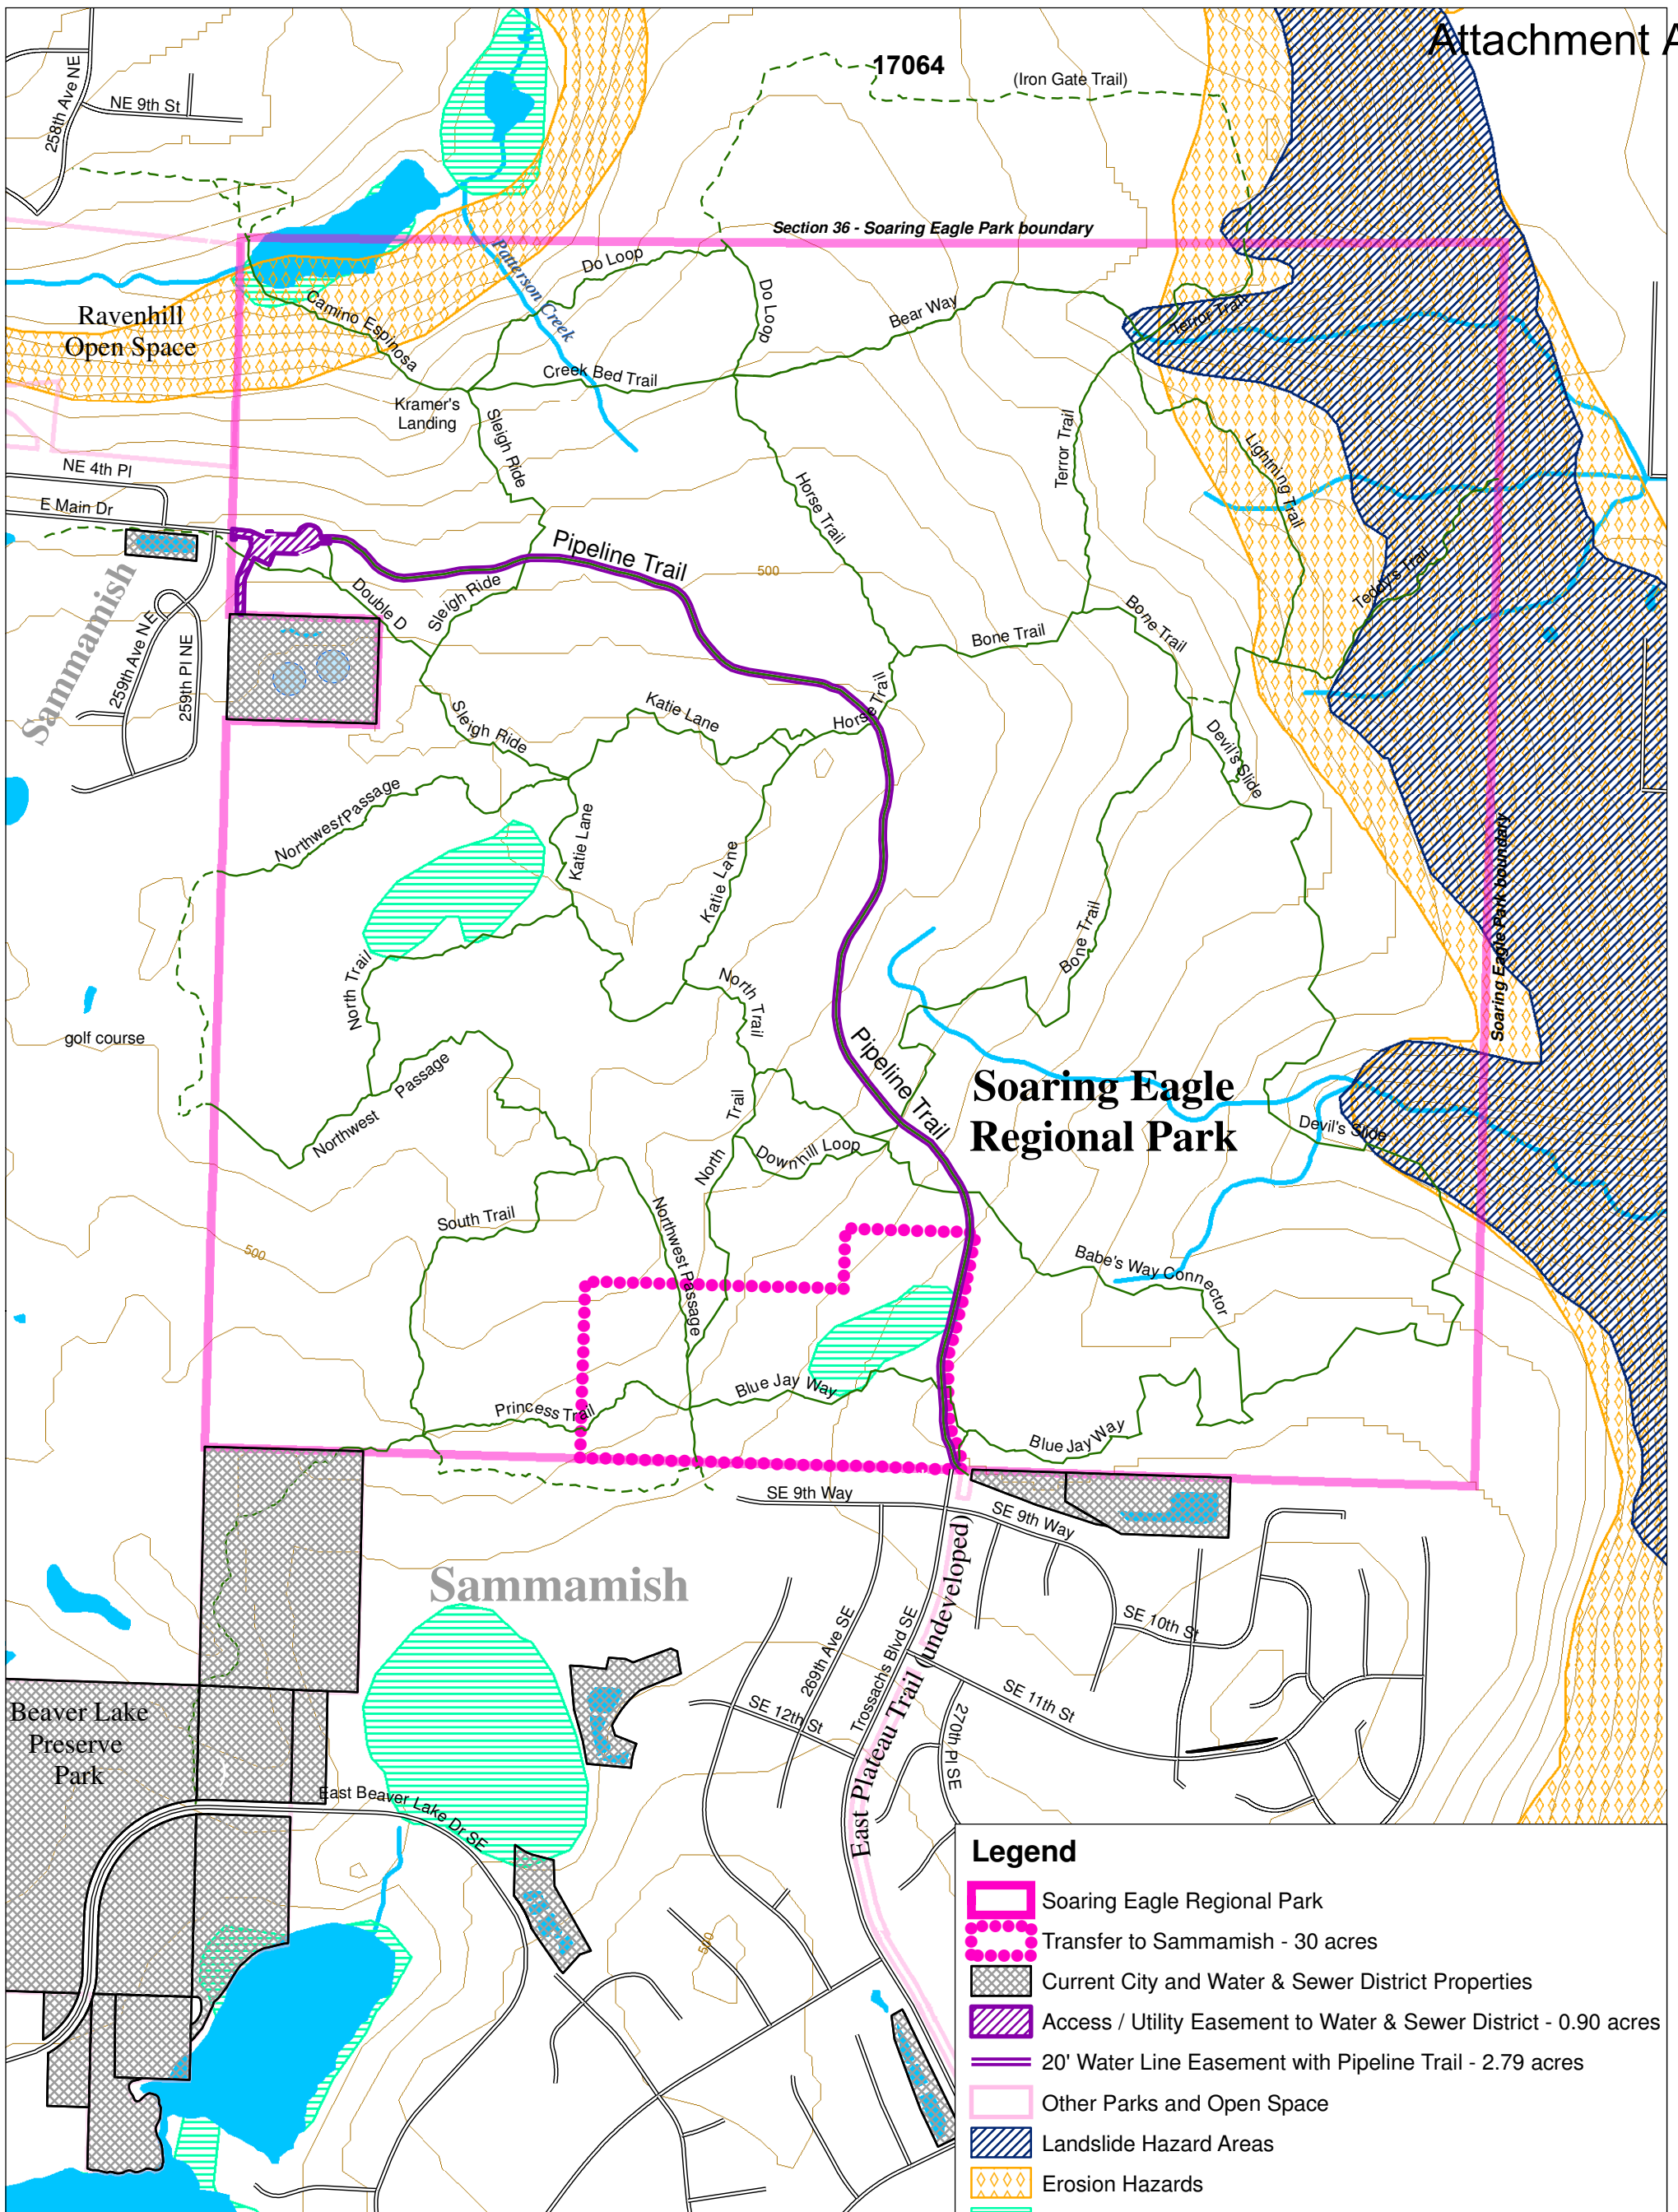 Attachment A
17064
(Iron Gate Trail)
258th Ave NE
NE 9th St
Section 36 - Soaring Eagle Park boundary
Patterson Creek
Do Loop
Do Loop
Ravenhill
Open Space
Camino Espinosa
Bear Way
Terror Trail
Creek Bed Trail
Kramer's
Landing
Sleigh Ride
Terror Trail
Lightning Trail
NE 4th Pl
E Main Dr
Horse Trail
Pipeline Trail
500
Sammamish
Double D
Sleigh Ride
Teddy's Trail
Bone Trail
Bone Trail
259th Ave NE
259th Pl NE
Horse Trail
Katie Lane
Sleigh Ride
Devil's Slide
Northwest Passage
Katie Lane
Katie Lane
Soaring Eagle Park boundary
Bone Trail
North Trail
North Trail
golf course
Pipeline Trail
Northwest Passage
Soaring Eagle
Regional Park
North Trail
Downhill Loop
Devil's Slide
South Trail
Northwest Passage
500
Babe's Way Connector
Blue Jay Way
Princess Trail
Blue Jay Way
SE 9th Way
SE 9th Way
Sammamish
East Plateau Trail (undeveloped)
269th Ave SE
Trossachs Blvd SE
SE 10th St
SE 11th St
SE 12th St
270th Pl SE
Beaver Lake
Preserve
Park
East Beaver Lake Dr SE
500
Legend
Soaring Eagle Regional Park
Transfer to Sammamish - 30 acres
Current City and Water & Sewer District Properties
Access / Utility Easement to Water & Sewer District - 0.90 acres
20' Water Line Easement with Pipeline Trail - 2.79 acres
Other Parks and Open Space
Landslide Hazard Areas
Erosion Hazards